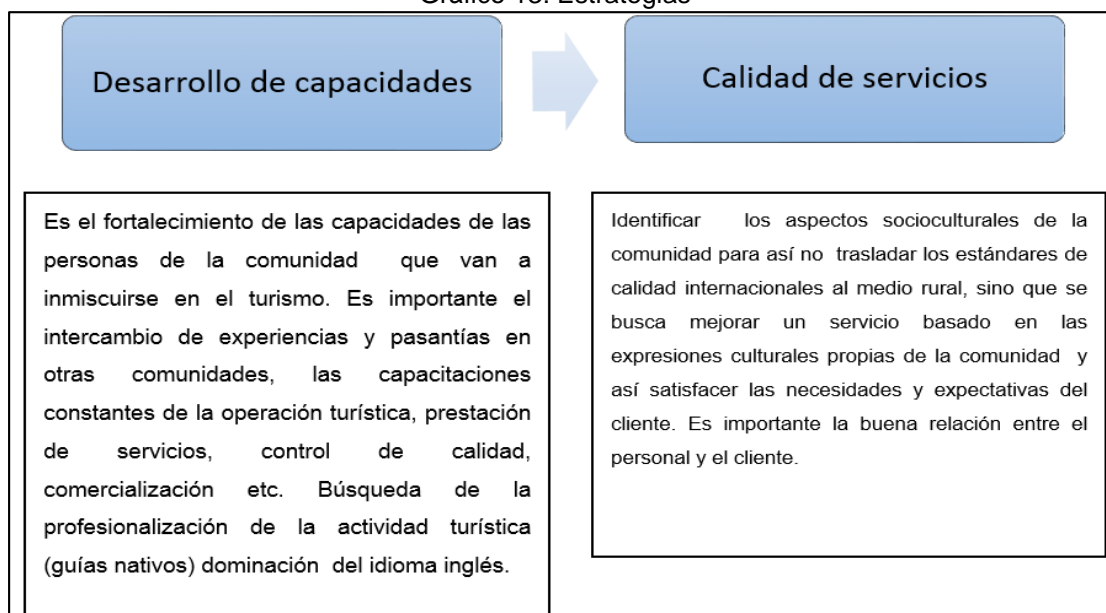 Gráfico 15. Estrategias
Desarrollo de capacidades
Calidad de servicios
Es el fortalecimiento de las capacidades de las
personas de la comunidad que van a
inmiscuirse en el turismo. Es importante el
intercambio de experiencias y pasantías en
otras comunidades, las capacitaciones
constantes de la operación turística, prestación
de servicios, control de calidad,
comercialización etc. Búsqueda de la
profesionalización de la actividad turística
(guías nativos) dominación del idioma inglés.
Identificar los aspectos socioculturales de la
comunidad para así no trasladar los estándares de
calidad internacionales al medio rural, sino que se
busca mejorar un servicio basado en las
expresiones culturales propias de la comunidad y
así satisfacer las necesidades y expectativas del
cliente. Es importante la buena relación entre el
personal y el cliente.